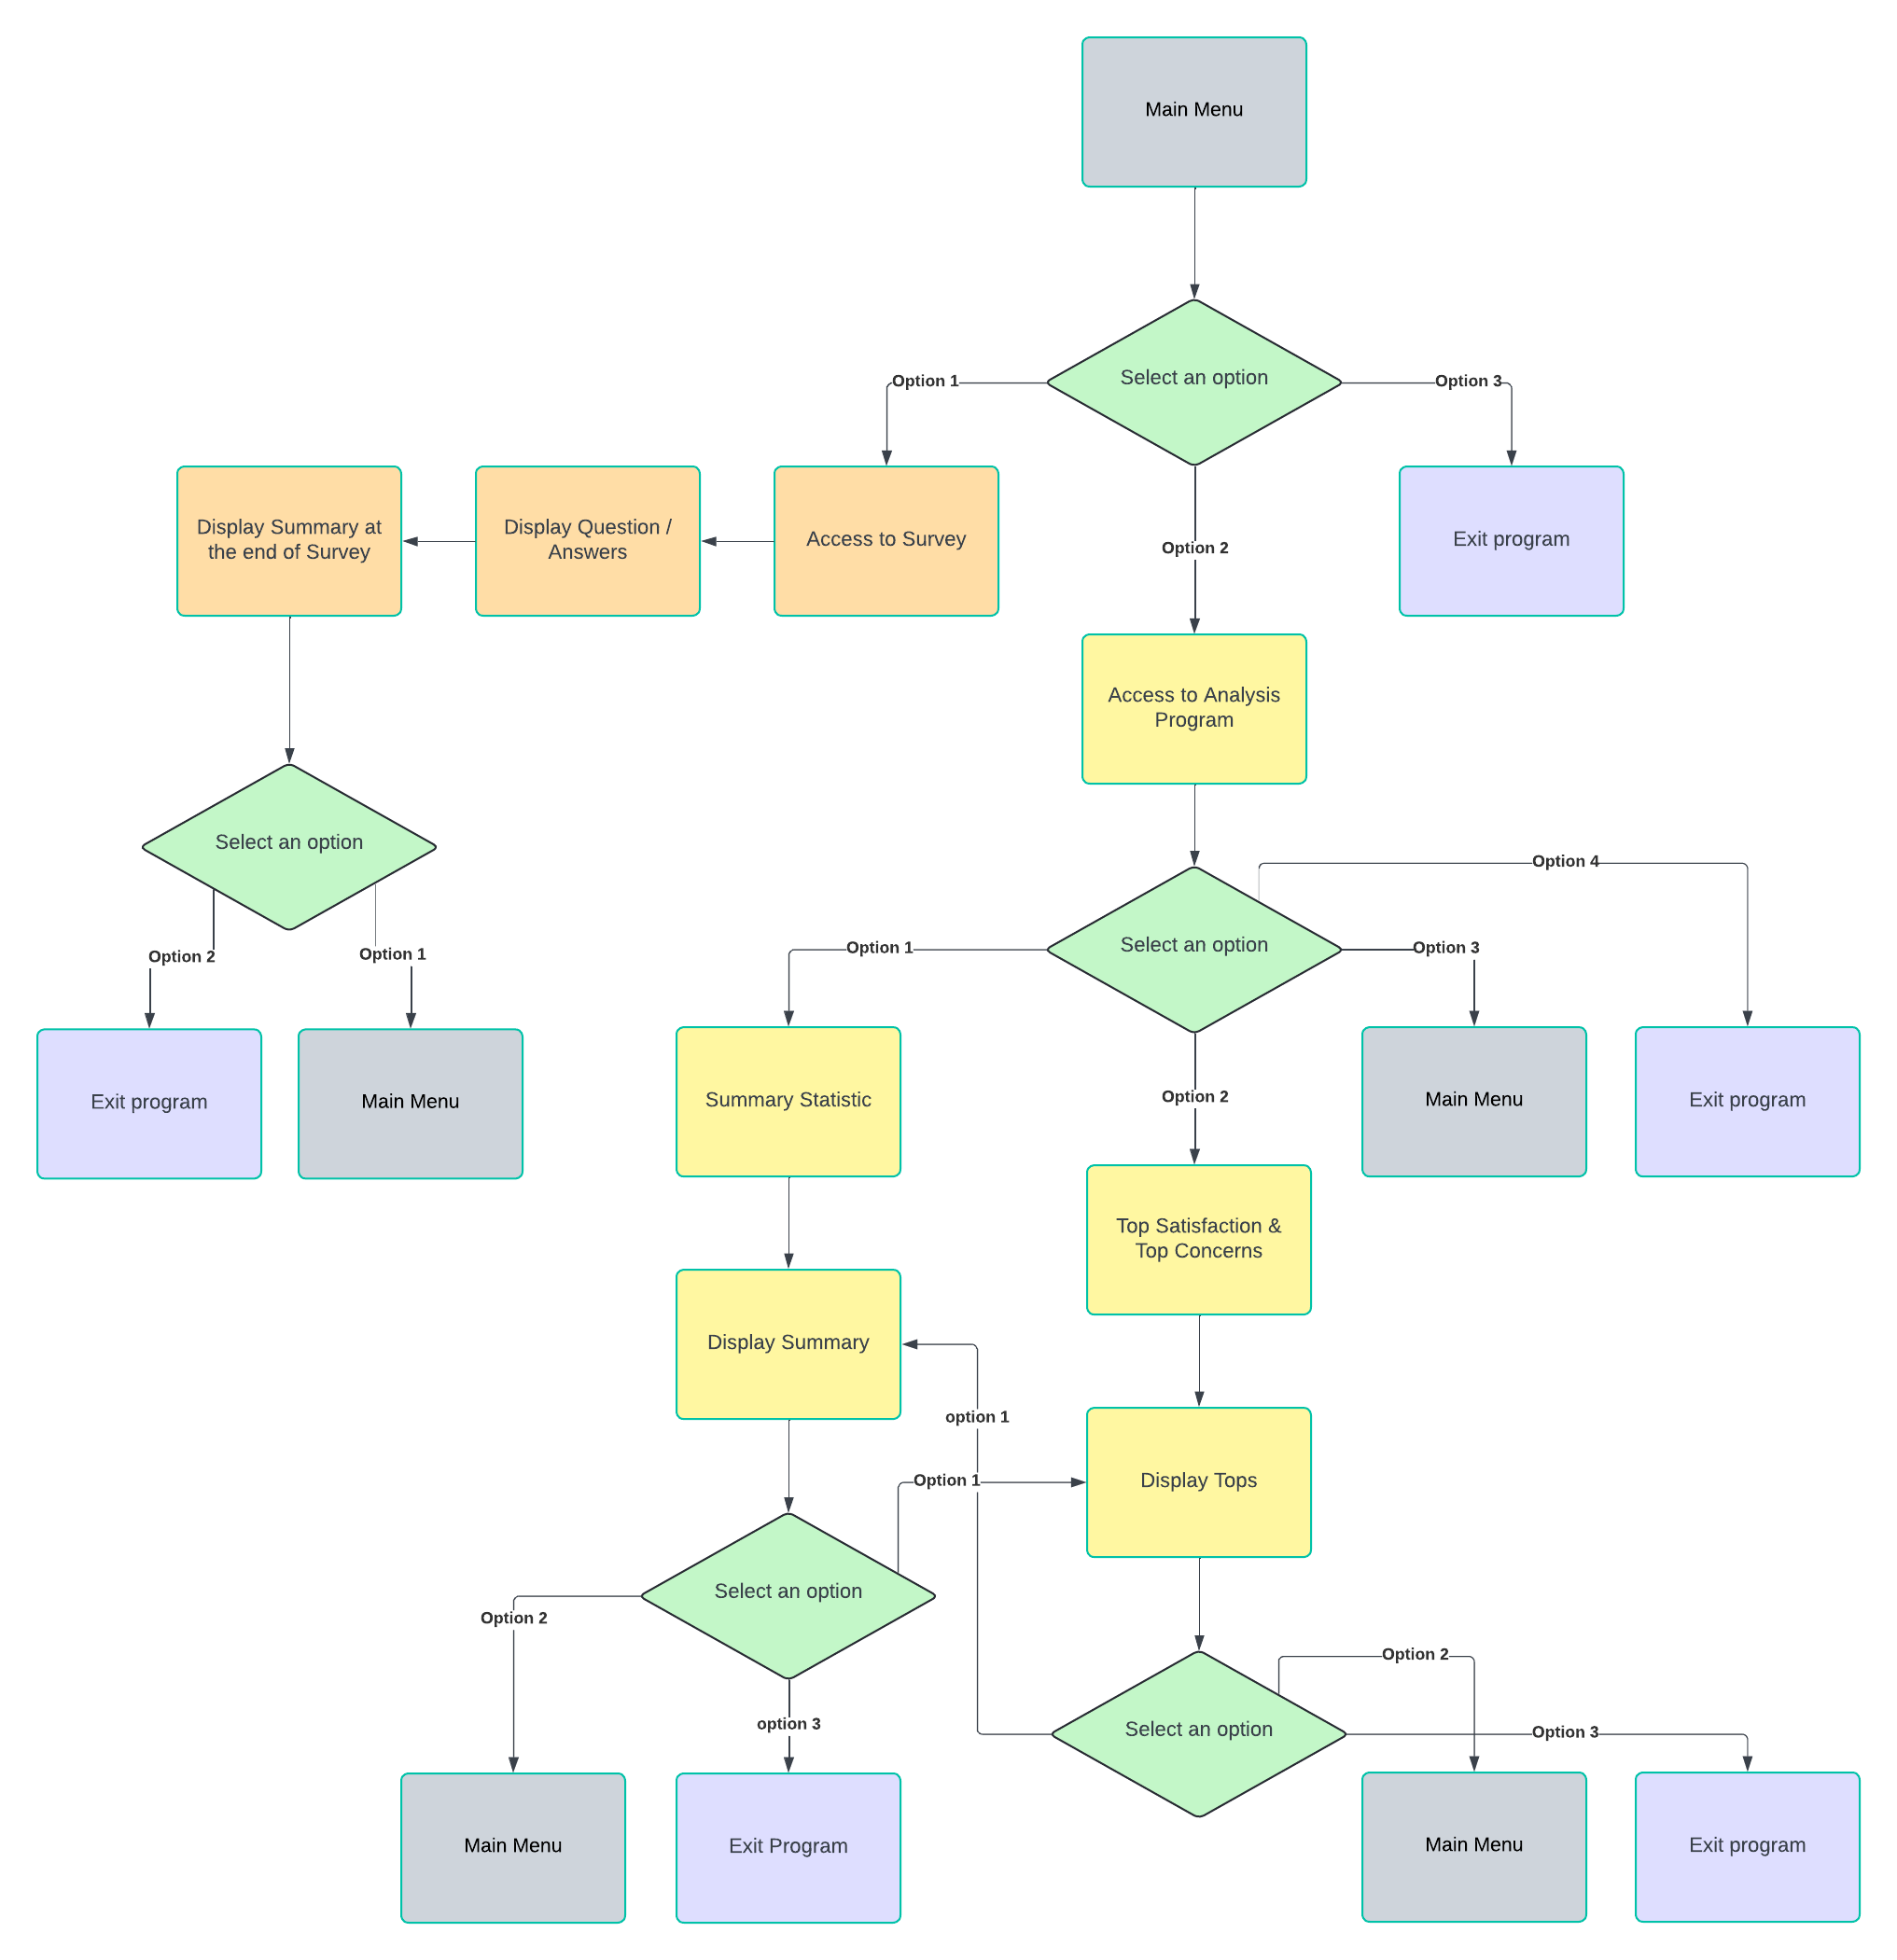 Main Menu
Select an option
Option 1
Option 3
Option 2
Display Summary at
the end of Survey
Display Question /
Answers
Access to Survey
Exit program
Access to Analysis
Program
Select an option
Option 2
Option 1
Exit program
Main Menu
Option 4
Select an option
Option 1
Option 3
Option 2
Summary Statistic
Main Menu
Exit program
Top Satisfaction &
Top Concerns
Display Summary
option 1
Option 1
Display Tops
Select an option
Option 2
option 3
Option 2
Select an option
Option 3
Main Menu
Exit Program
Main Menu
Exit program